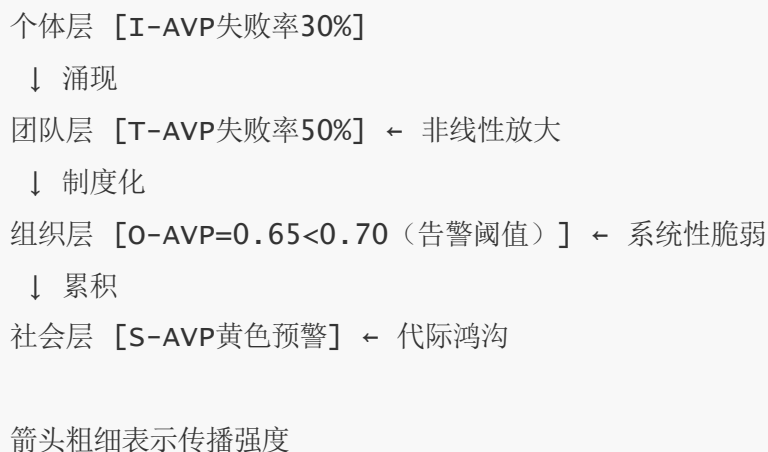 个体层 [I-AVP失败率30%]
↓ 涌现
团队层 [T-AVP失败率50%] ← 非线性放大
↓ 制度化
组织层 [O-AVP=0.65<0.70（告警阈值）] ← 系统性脆弱
↓ 累积
社会层 [S-AVP黄色预警] ← 代际鸿沟
箭头粗细表示传播强度